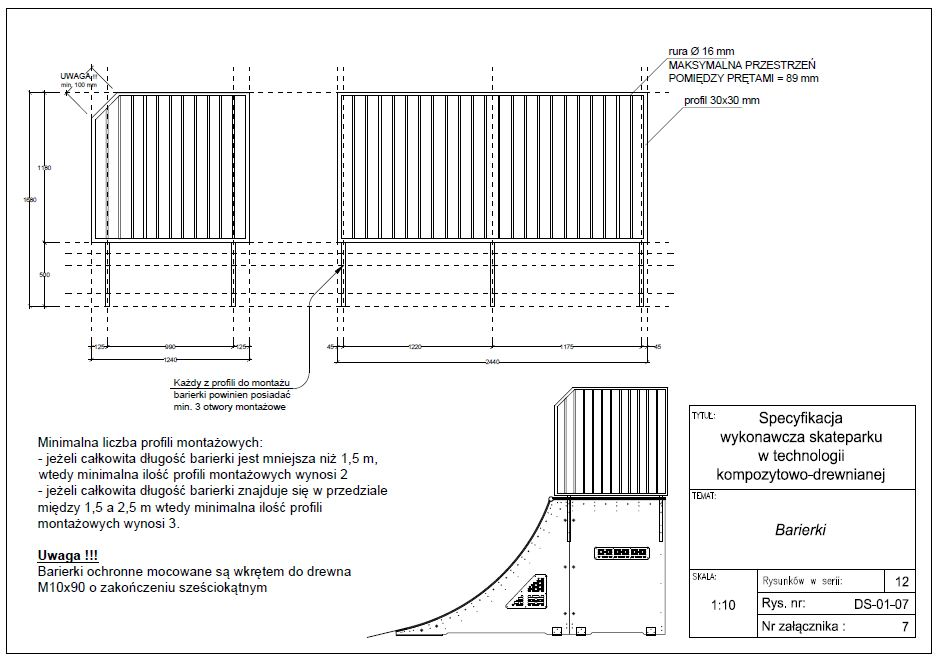 rura Ø 16 mm
MAKSYMALNA PRZESTRZEŃ
POMIĘDZY PRĘTAMI = 89 mm
profil 30x30 mm
UWAGA !!
min. 100 mm
1180
1680
500
125
990
125
1240
45
1220
1175
45
2440
Każdy z profili do montażu
barierki powinien posiadać
min. 3 otwory montażowe
Minimalna liczba profili montażowych:
- jeżeli całkowita długość barierki jest mniejsza niż 1,5 m,
wtedy minimalna ilość profili montażowych wynosi 2
- jeżeli całkowita długość barierki znajduje się w przedziale
między 1,5 a 2,5 m wtedy minimalna ilość profili
montażowych wynosi 3.
Uwaga !!!
Barierki ochronne mocowane są wkrętem do drewna
M10x90 o zakończeniu sześciokątnym
TYTUŁ:
Specyfikacja
wykonawcza skateparku
w technologii
kompozytowo-drewnianej
TEMAT:
Barierki
SKALA:
1:10
Rysunków w serii: 12
Rys. nr: DS-01-07
Nr załącznika : 7